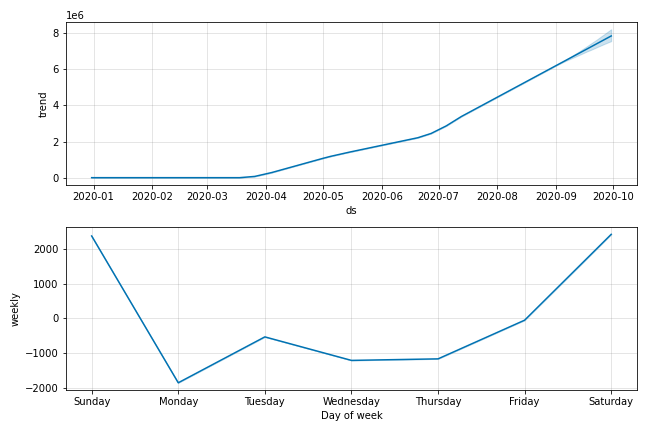 1e6
8
6
4
2
0
trend
2020-01 2020-02 2020-03 2020-04 2020-05 2020-06 2020-07 2020-08 2020-09 2020-10
ds
2000
1000
0
−1000
−2000
weekly
Sunday Monday Tuesday Wednesday Thursday Friday Saturday
Day of week